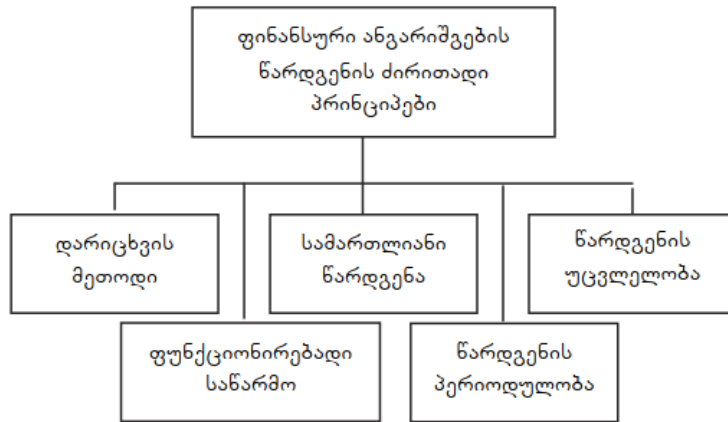 ფინანსური ანგარიშგების
წარდგენის ძირითადი
პრინციპები
დარიცხვის
მეთოდი
სამართლიანი
წარდგენა
წარდგენის
უცვლელობა
ფუნქციონირებადი
საწარმო
წარდგენის
პერიოდულობა